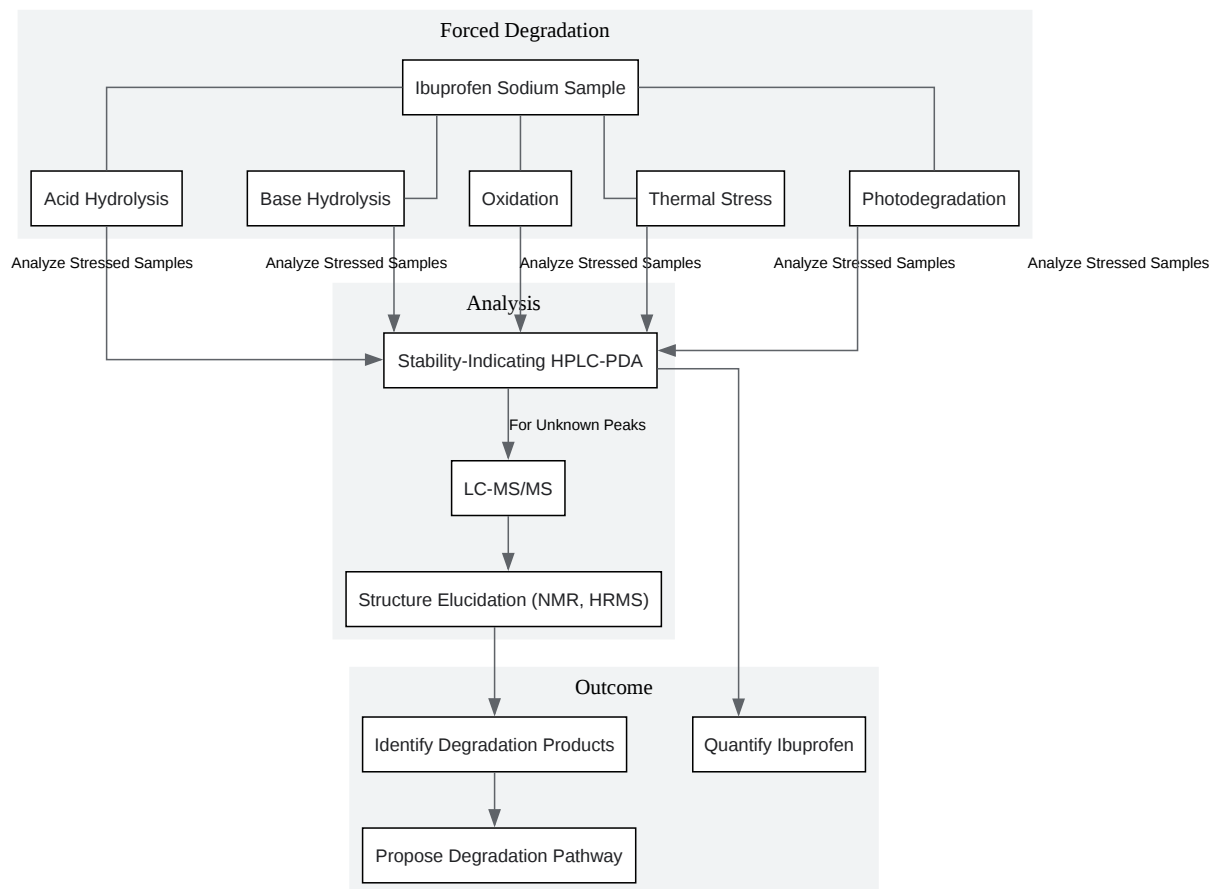 Forced Degradation
Ibuprofen Sodium Sample
Acid Hydrolysis
Base Hydrolysis
Oxidation
Thermal Stress
Photodegradation
Analyze Stressed Samples
Analyze Stressed Samples
Analyze Stressed Samples
Analyze Stressed Samples
Analyze Stressed Samples
Analysis
Stability-Indicating HPLC-PDA
For Unknown Peaks
LC-MS/MS
Structure Elucidation (NMR, HRMS)
Outcome
Identify Degradation Products
Quantify Ibuprofen
Propose Degradation Pathway